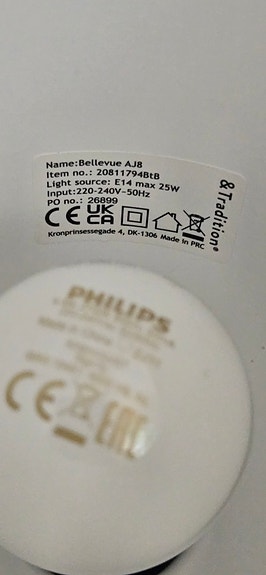 Name:Bellevue AJ8
Item no.: 20811794BtB
Light source: E14 max 25W
Input:220-240V~50Hz
PO no.: 26899
CE UK CA
Kronprinsessegade 4, DK-1306 Made in PRC
&Tradition®
PHILIPS
CE EAC